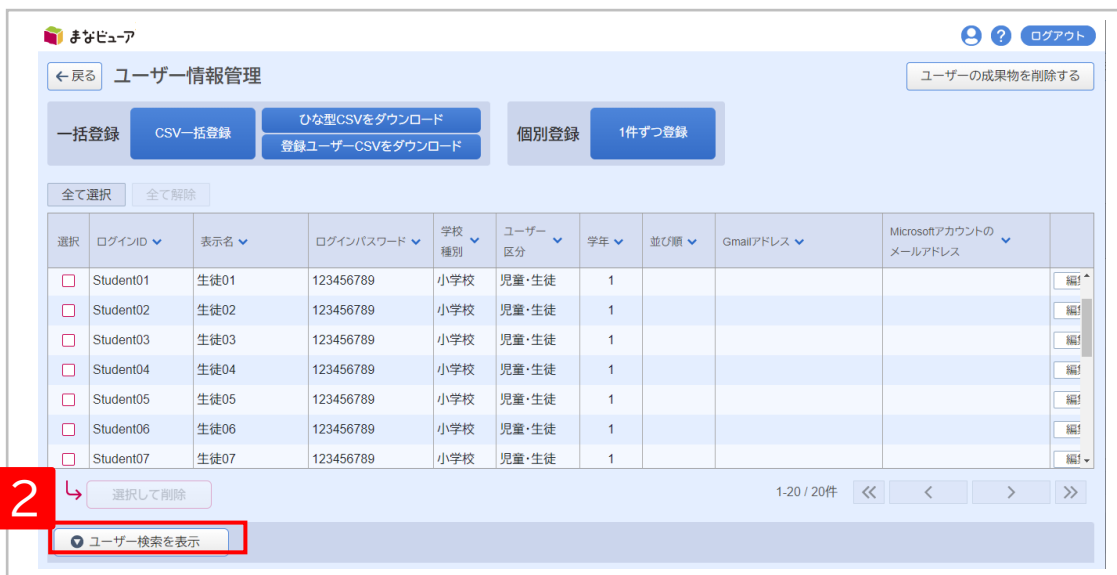 まなビューア
? ログアウト
←戻る ユーザー情報管理 ユーザーの成果物を削除する
一括登録 CSV一括登録 ひな型CSVをダウンロード 個別登録 1件ずつ登録
登録ユーザーCSVをダウンロード
全て選択 全て解除
選択 ログインID 表示名 ログインパスワード 学校種別 ユーザー区分 学年 並び順 Gmailアドレス Microsoftアカウントのメールアドレス
Student01 生徒01 123456789 小学校 児童・生徒 1 編
Student02 生徒02 123456789 小学校 児童・生徒 1 編
Student03 生徒03 123456789 小学校 児童・生徒 1 編
Student04 生徒04 123456789 小学校 児童・生徒 1 編
Student05 生徒05 123456789 小学校 児童・生徒 1 編
Student06 生徒06 123456789 小学校 児童・生徒 1 編
Student07 生徒07 123456789 小学校 児童・生徒 1 編
2 選択して削除 1-20 / 20件
ユーザー検索を表示